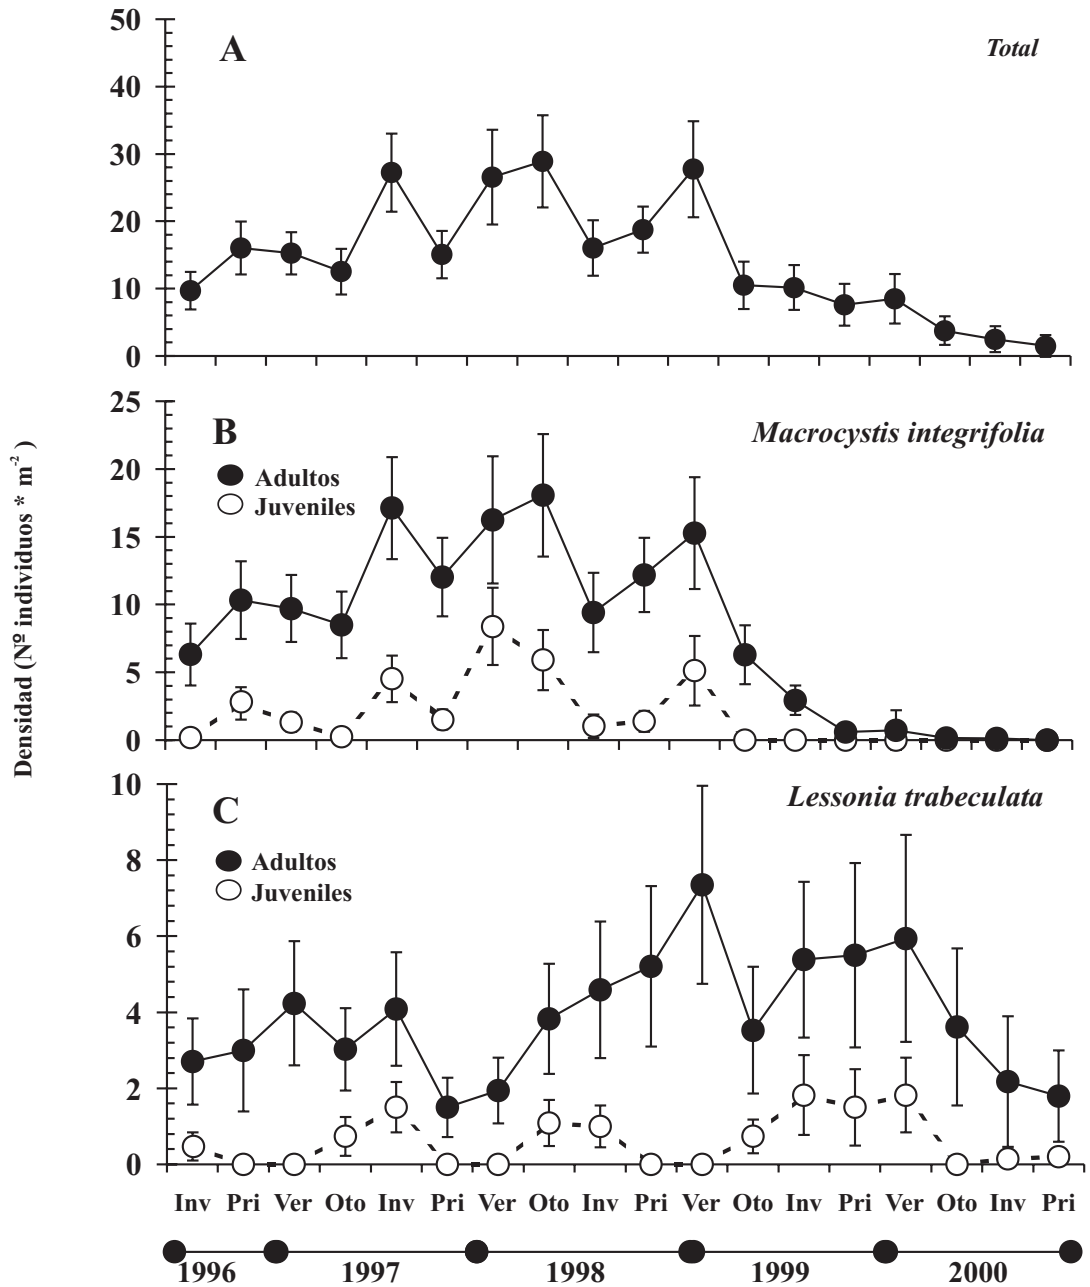 Densidad (Nº individuos * m⁻²)
A
Total
50
40
30
20
10
0
B
Macrocystis integrifolia
Adultos
Juveniles
25
20
15
10
5
0
C
Lessonia trabeculata
Adultos
Juveniles
10
8
6
4
2
0
Inv Pri Ver Oto Inv Pri Ver Oto Inv Pri Ver Oto Inv Pri Ver Oto Inv Pri
1996 1997 1998 1999 2000